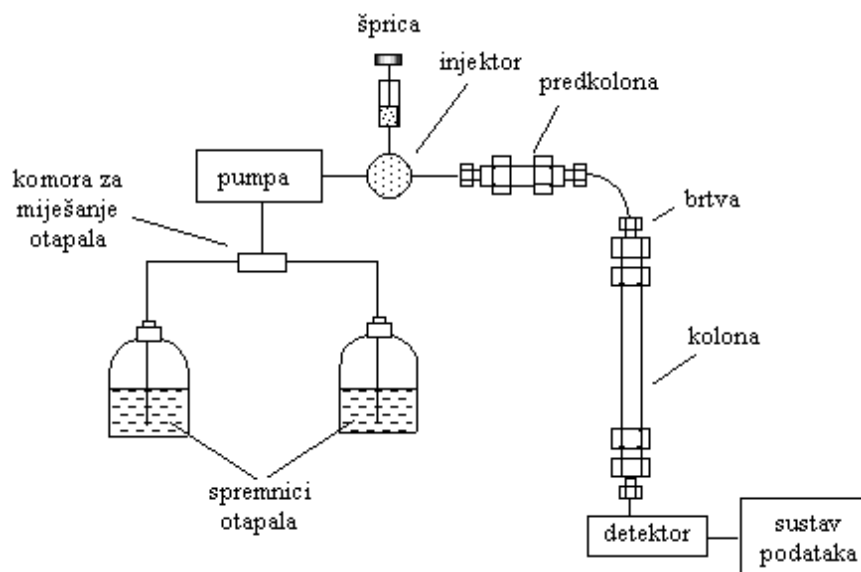 šprica
injektor
predkolona
pumpa
komora za
miješanje
otapala
brtva
kolona
spremnici
otapala
detektor
sustav
podataka